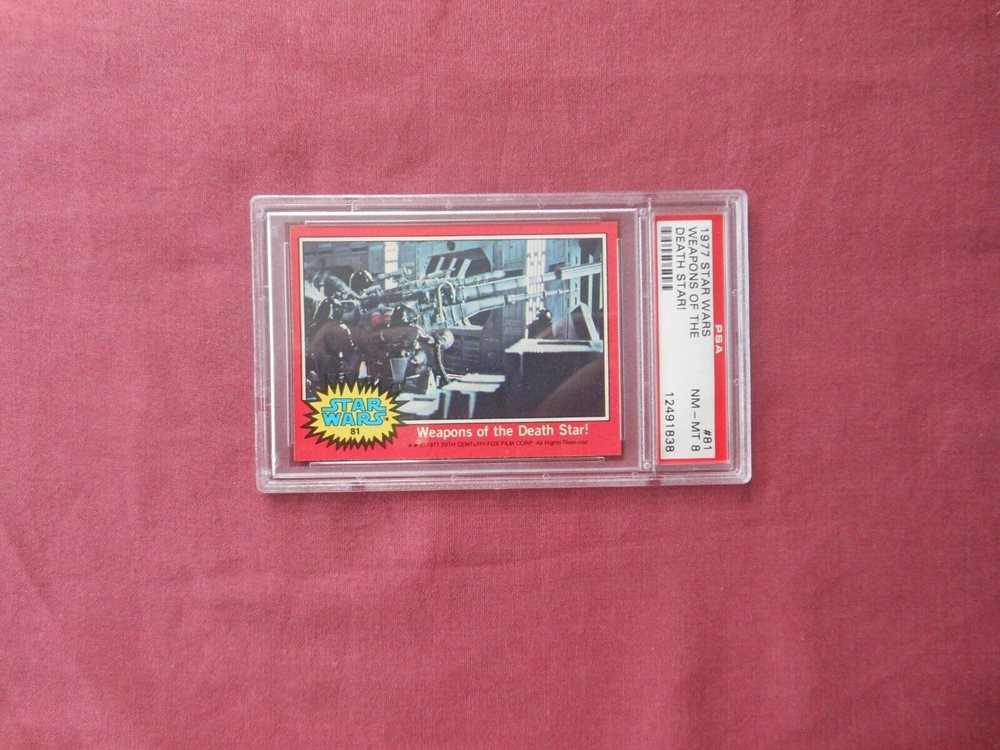 STAR
WARS
81
Weapons of the Death Star!
★★ © 1977 20TH CENTURY-FOX FILM CORP. All Rights Reserved
PSA
1977 STAR WARS #81
WEAPONS OF THE NM - MT 8
DEATH STAR! 12491838